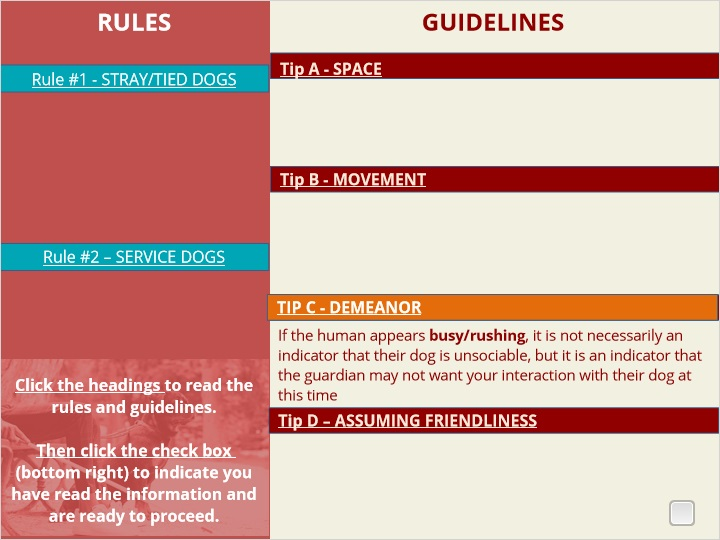 RULES
Rule #1 - STRAY/TIED DOGS
Rule #2 – SERVICE DOGS
Click the headings to read the
rules and guidelines.
Then click the check box
(bottom right) to indicate you
have read the information and
are ready to proceed.
GUIDELINES
Tip A - SPACE
Tip B - MOVEMENT
TIP C - DEMEANOR
If the human appears busy/rushing, it is not necessarily an
indicator that their dog is unsociable, but it is an indicator that
the guardian may not want your interaction with their dog at
this time
Tip D – ASSUMING FRIENDLINESS